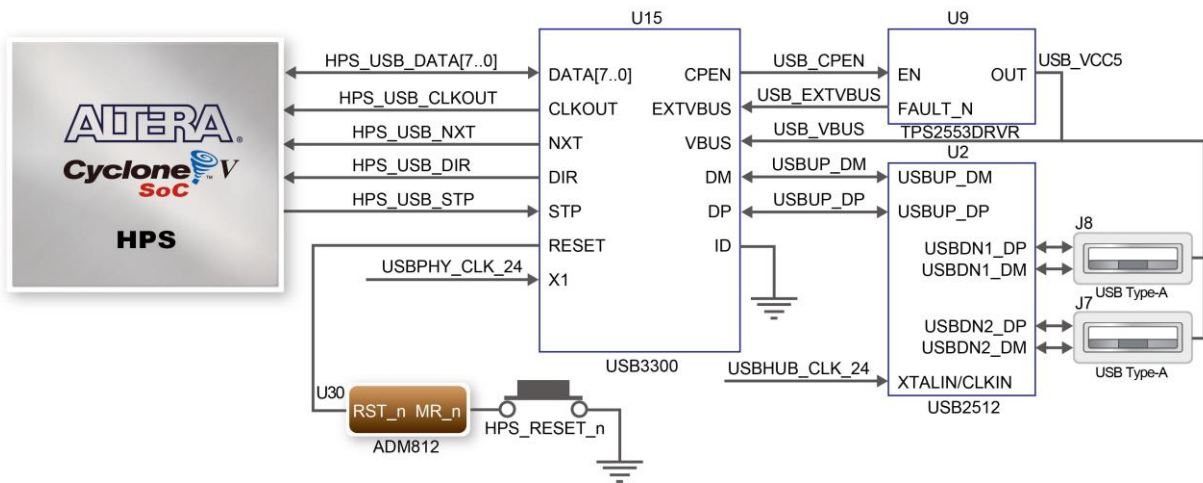 U15
U9
HPS_USB_DATA[7..0]
HPS_USB_CLKOUT
HPS_USB_NXT
HPS_USB_DIR
HPS_USB_STP
ALTERA®
Cyclone™ V
SoC
HPS
DATA[7..0]
CLKOUT
NXT
DIR
STP
RESET
X1
CPEN
EXTVBUS
VBUS
DM
DP
ID
USB3300
USBPHY_CLK_24
USB_CPEN
USB_EXTVBUS
USB_VBUS
USBUP_DM
USBUP_DP
EN
OUT
FAULT_N
TPS2553DRVR
USB_VCC5
U2
USBUP_DM
USBUP_DP
USBDN1_DP
USBDN1_DM
USBDN2_DP
USBDN2_DM
XTALIN/CLKIN
USB2512
USBHUB_CLK_24
J8
USB Type-A
J7
USB Type-A
U30
RST_n MR_n
ADM812
HPS_RESET_n